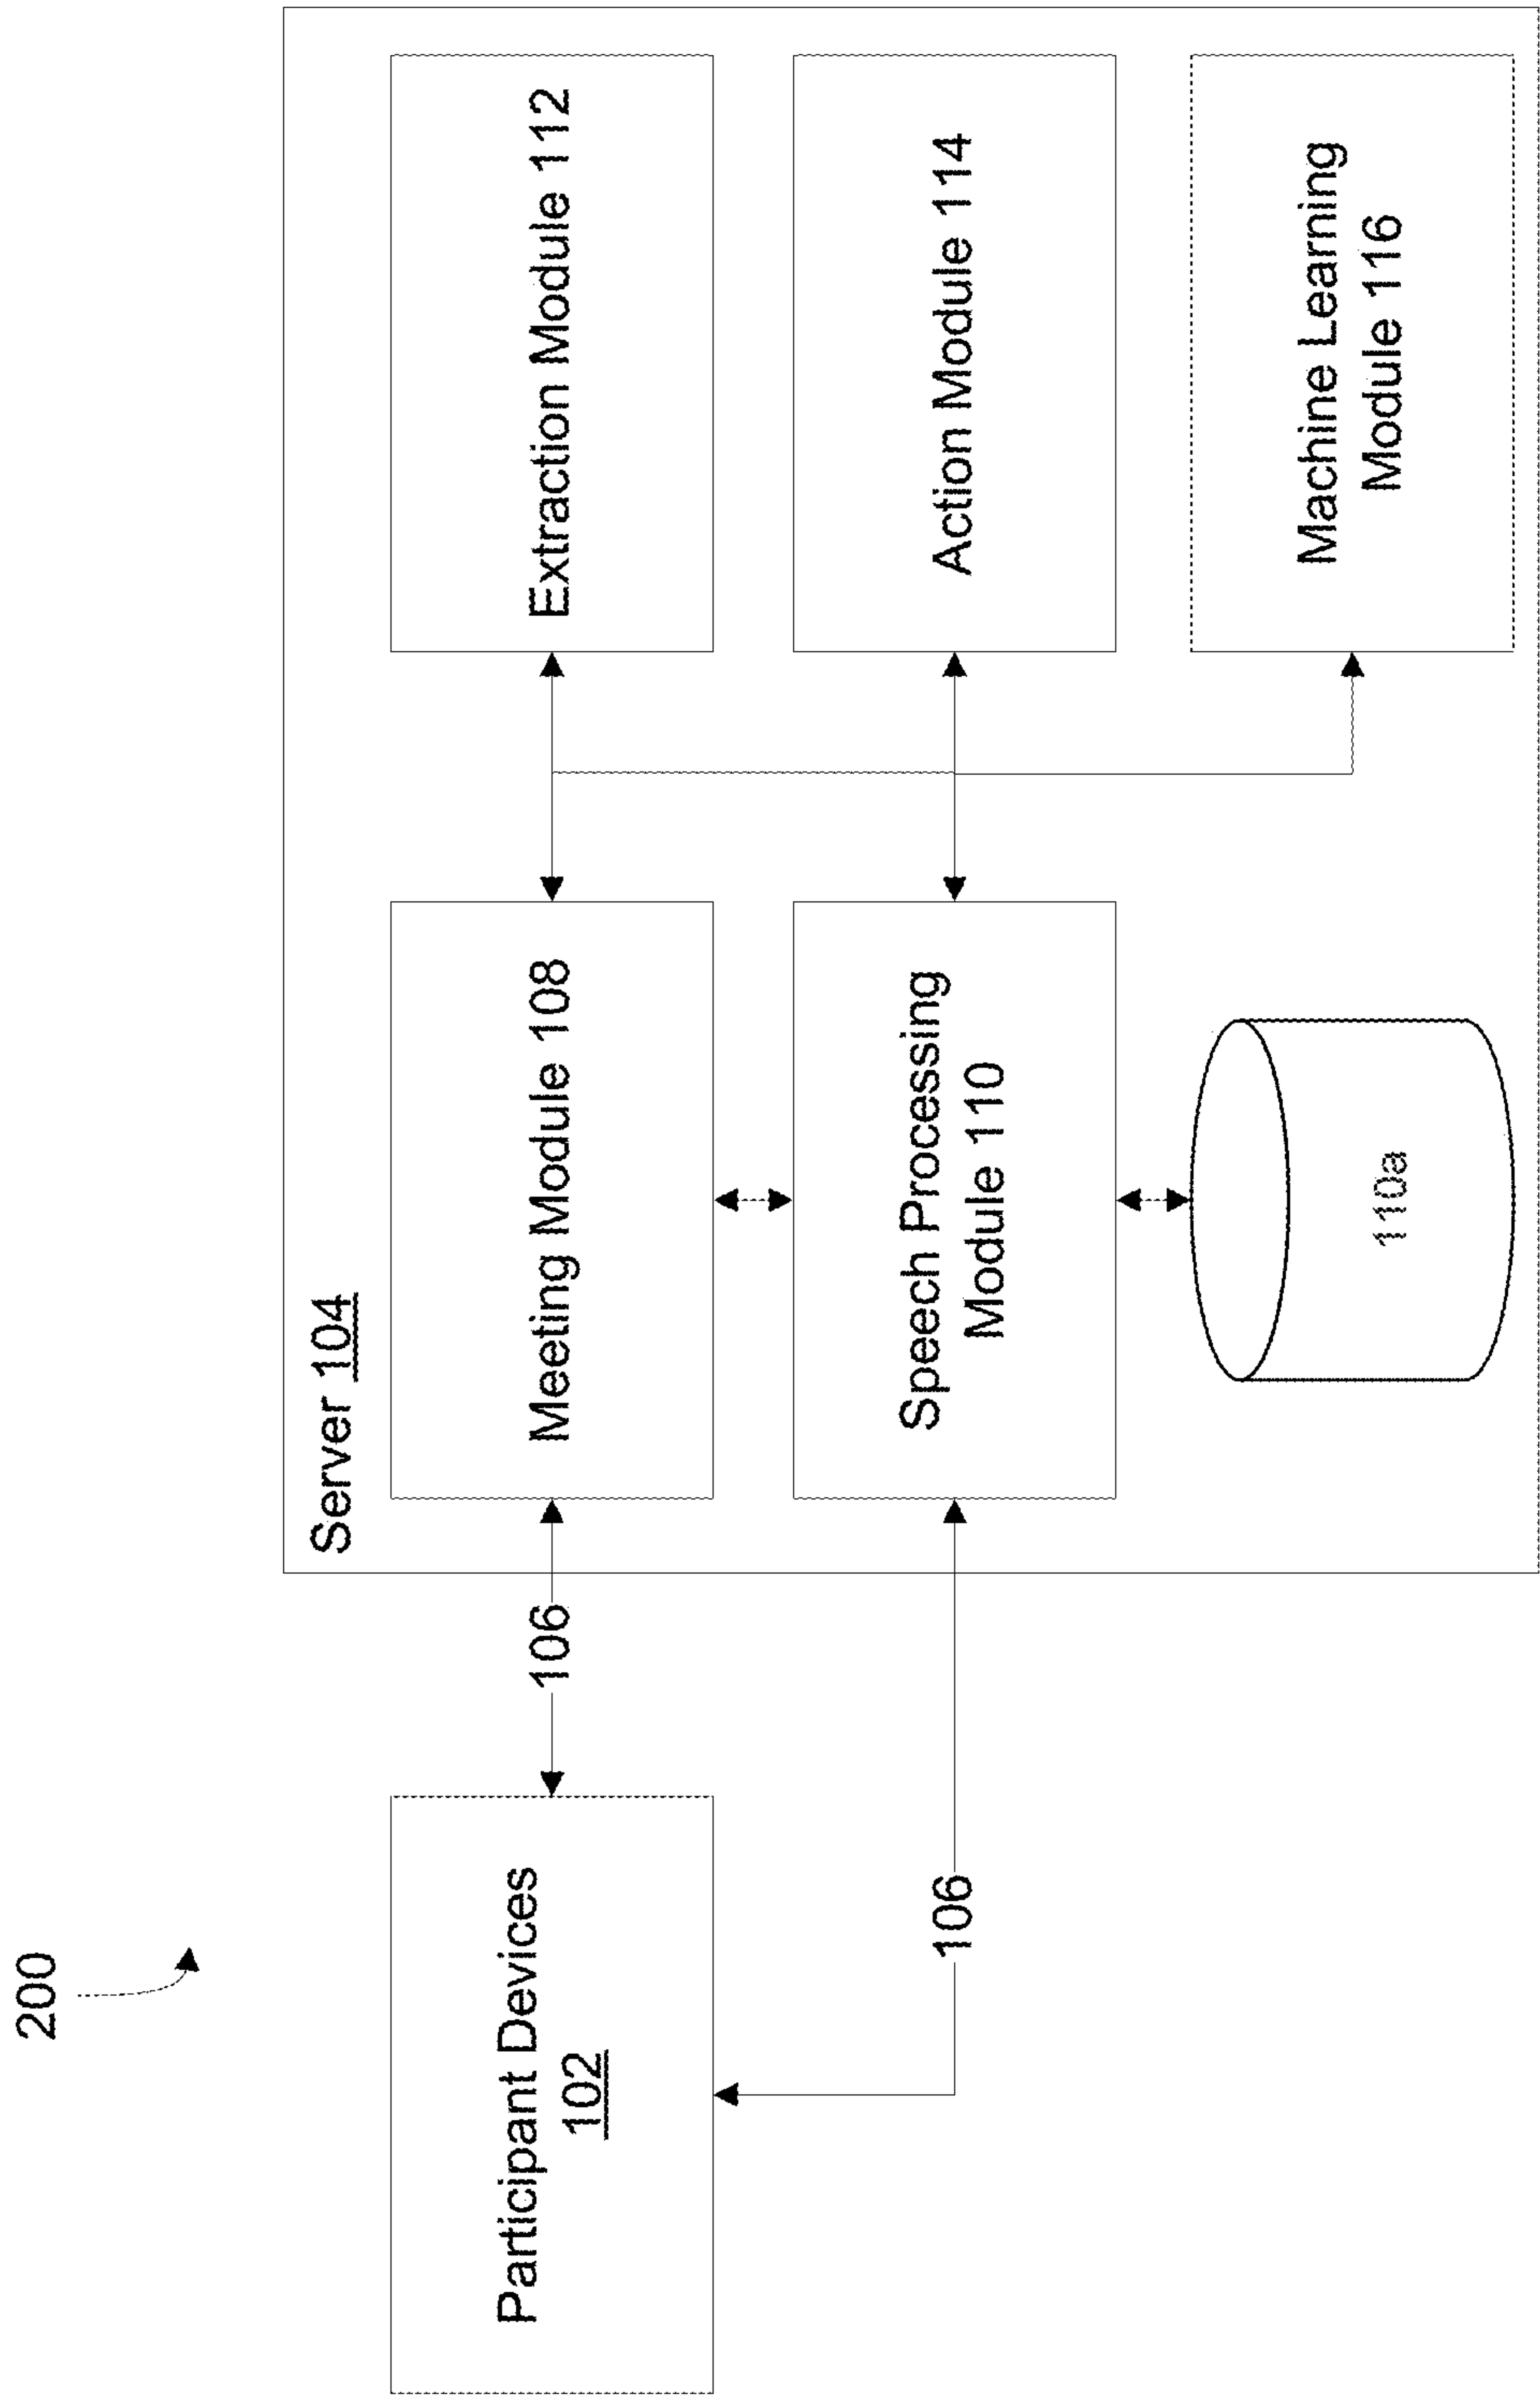 200
Participant Devices
102
106
106
Server 104
Meeting Module 108
Speech Processing
Module 110
110a
Extraction Module 112
Action Module 114
Machine Learning
Module 116